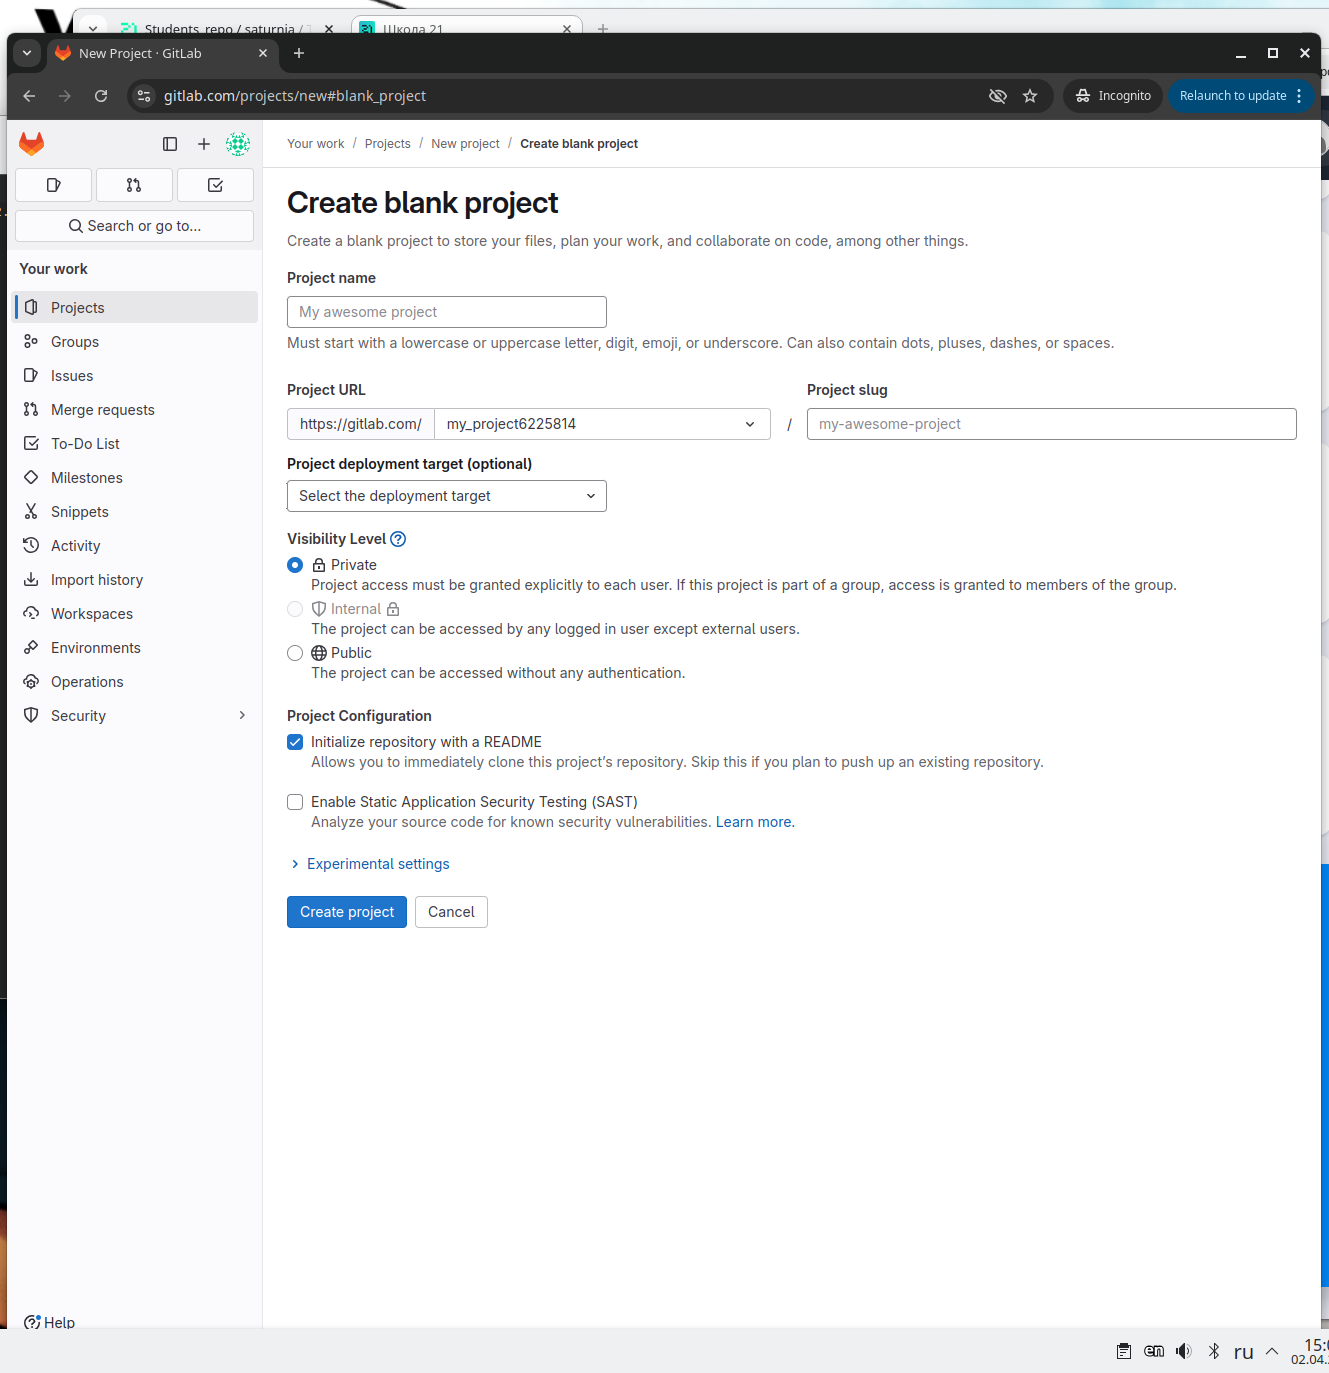 Students_repo / saturnia /
Школа 21
New Project · GitLab
gitlab.com/projects/new#blank_project
Incognito
Relaunch to update
Your work / Projects / New project / Create blank project
Search or go to...
Your work
Projects
Groups
Issues
Merge requests
To-Do List
Milestones
Snippets
Activity
Import history
Workspaces
Environments
Operations
Security
Help
Create blank project
Create a blank project to store your files, plan your work, and collaborate on code, among other things.
Project name
My awesome project
Must start with a lowercase or uppercase letter, digit, emoji, or underscore. Can also contain dots, pluses, dashes, or spaces.
Project URL
Project slug
https://gitlab.com/ my_project6225814 / my-awesome-project
Project deployment target (optional)
Select the deployment target
Visibility Level
Private
Project access must be granted explicitly to each user. If this project is part of a group, access is granted to members of the group.
Internal
The project can be accessed by any logged in user except external users.
Public
The project can be accessed without any authentication.
Project Configuration
Initialize repository with a README
Allows you to immediately clone this project’s repository. Skip this if you plan to push up an existing repository.
Enable Static Application Security Testing (SAST)
Analyze your source code for known security vulnerabilities. Learn more.
Experimental settings
Create project
Cancel
en
ru
15:0
02.04.